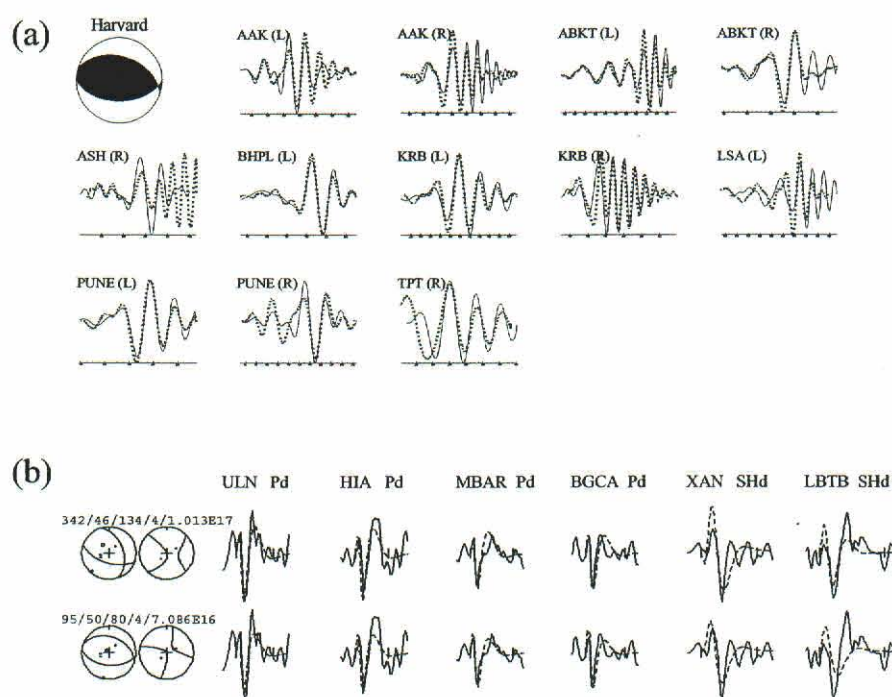 (a)
Harvard
AAK (L) AAK (R) ABKT (L) ABKT (R)
ASH (R) BHPL (L) KRB (L) KRB (R) LSA (L)
PUNE (L) PUNE (R) TPT (R)
(b)
ULN Pd HIA Pd MBAR Pd BGCA Pd XAN SHd LBTB SHd
342/46/134/4/1.013E17
95/50/80/4/7.086E16